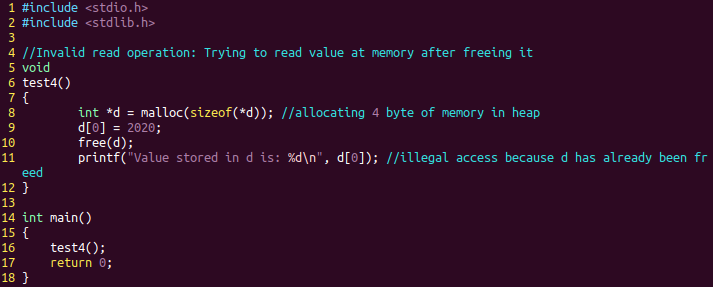 1 #include <stdio.h>
2 #include <stdlib.h>
3
4 //Invalid read operation: Trying to read value at memory after freeing it
5 void
6 test4()
7 {
8         int *d = malloc(sizeof(*d)); //allocating 4 byte of memory in heap
9         d[0] = 2020;
10         free(d);
11         printf("Value stored in d is: %d\n", d[0]); //illegal access because d has already been fr
eed
12 }
13
14 int main()
15 {
16     test4();
17     return 0;
18 }